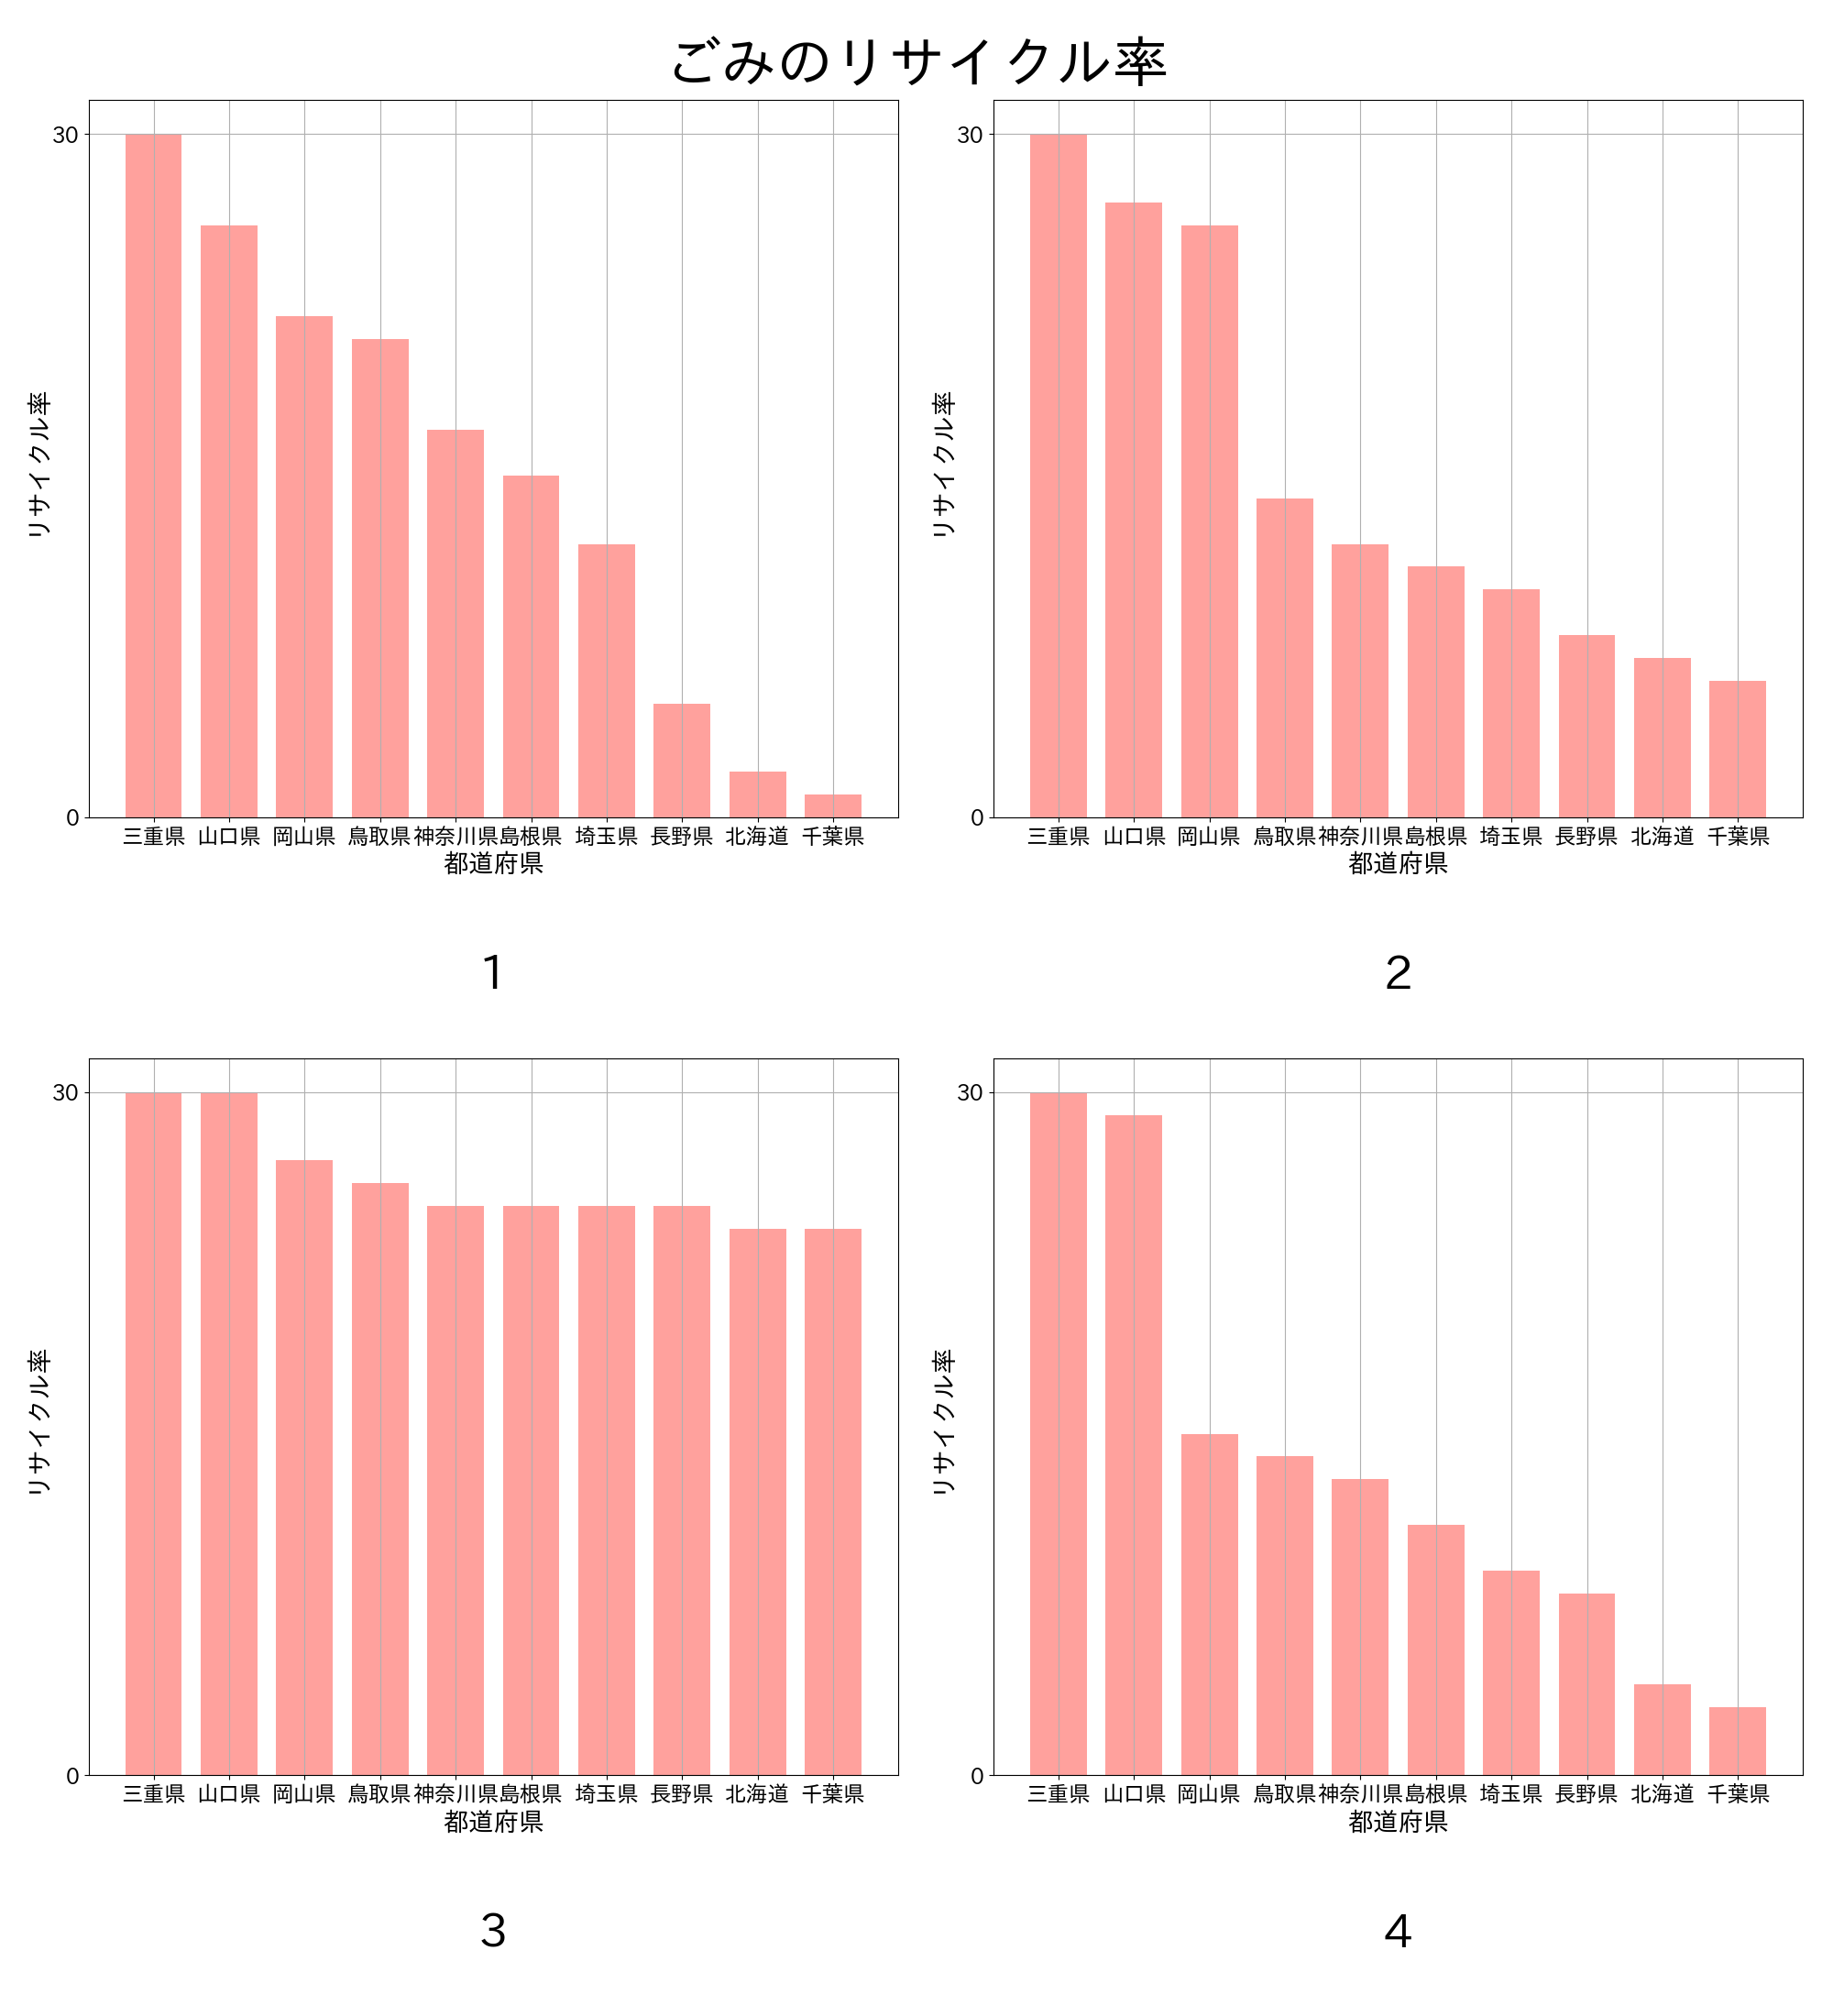 ごみのリサイクル率
30
0
リサイクル率
三重県 山口県 岡山県 鳥取県 神奈川県 島根県 埼玉県 長野県 北海道 千葉県
都道府県
1
30
0
リサイクル率
三重県 山口県 岡山県 鳥取県 神奈川県 島根県 埼玉県 長野県 北海道 千葉県
都道府県
2
30
0
リサイクル率
三重県 山口県 岡山県 鳥取県 神奈川県 島根県 埼玉県 長野県 北海道 千葉県
都道府県
3
30
0
リサイクル率
三重県 山口県 岡山県 鳥取県 神奈川県 島根県 埼玉県 長野県 北海道 千葉県
都道府県
4